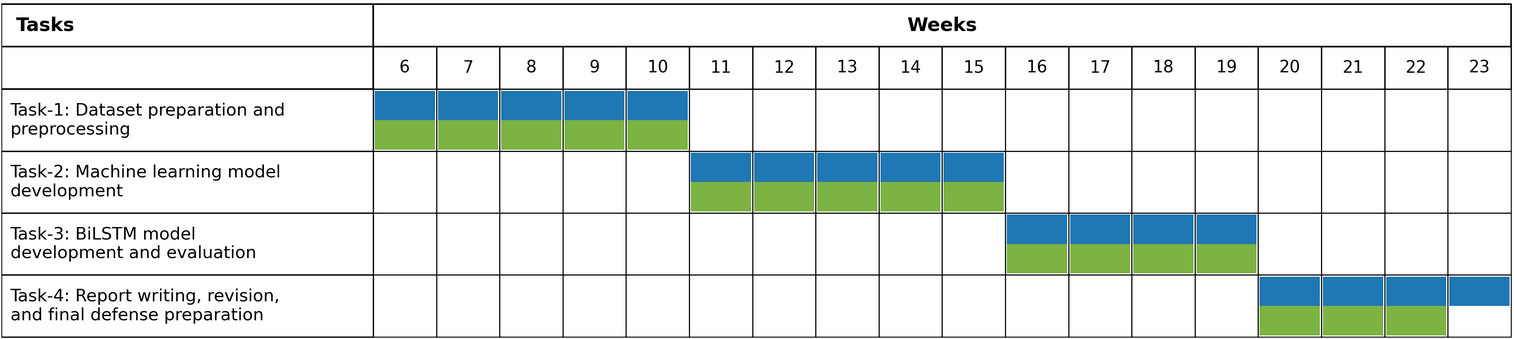 Tasks Weeks
6 7 8 9 10 11 12 13 14 15 16 17 18 19 20 21 22 23
Task-1: Dataset preparation and
preprocessing
Task-2: Machine learning model
development
Task-3: BiLSTM model
development and evaluation
Task-4: Report writing, revision,
and final defense preparation